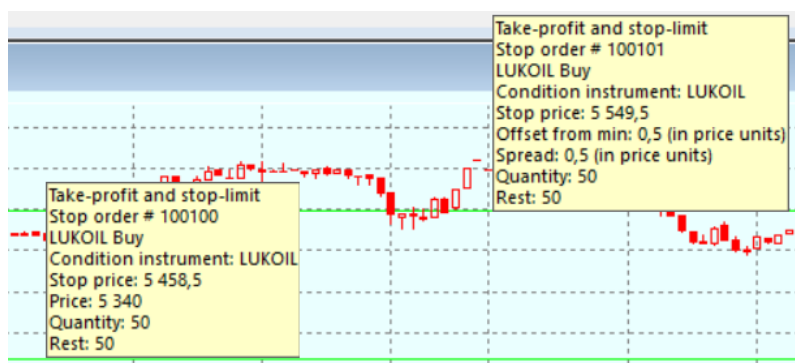 Take-profit and stop-limit
Stop order # 100101
LUKOIL Buy
Condition instrument: LUKOIL
Stop price: 5 549,5
Offset from min: 0,5 (in price units)
Spread: 0,5 (in price units)
Quantity: 50
Rest: 50
Take-profit and stop-limit
Stop order # 100100
LUKOIL Buy
Condition instrument: LUKOIL
Stop price: 5 458,5
Price: 5 340
Quantity: 50
Rest: 50